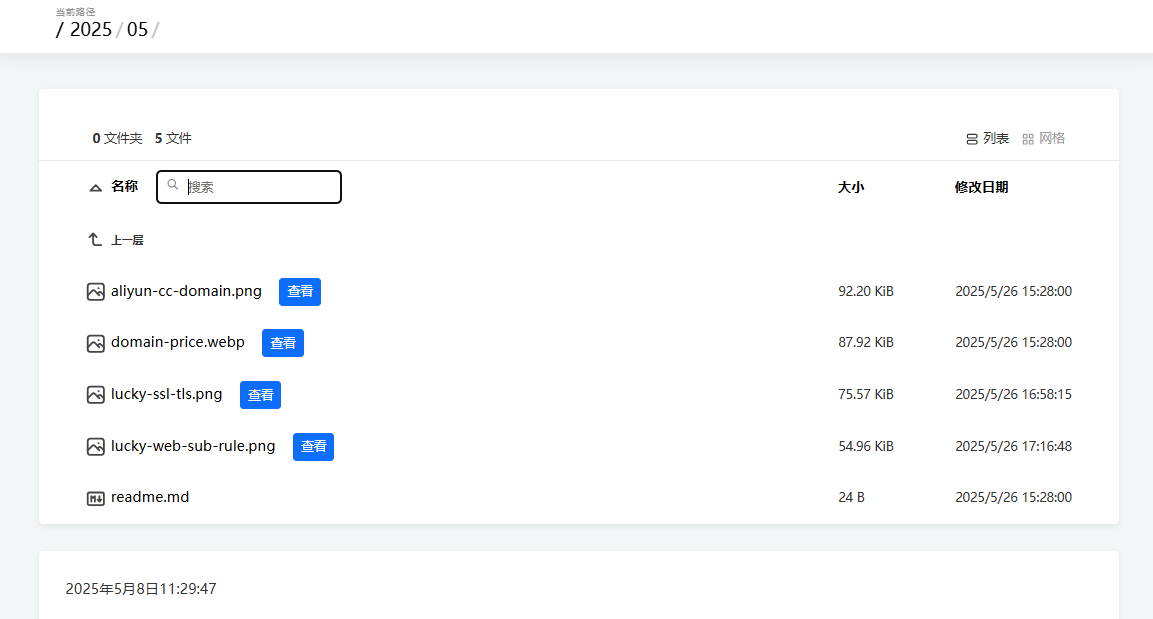 当前路径
/ 2025 / 05 /
0 文件夹 5 文件 列表 网格
名称 搜索 大小 修改日期
上一层
aliyun-cc-domain.png 查看 92.20 KiB 2025/5/26 15:28:00
domain-price.webp 查看 87.92 KiB 2025/5/26 15:28:00
lucky-ssl-tls.png 查看 75.57 KiB 2025/5/26 16:58:15
lucky-web-sub-rule.png 查看 54.96 KiB 2025/5/26 17:16:48
readme.md 24 B 2025/5/26 15:28:00
2025年5月8日11:29:47